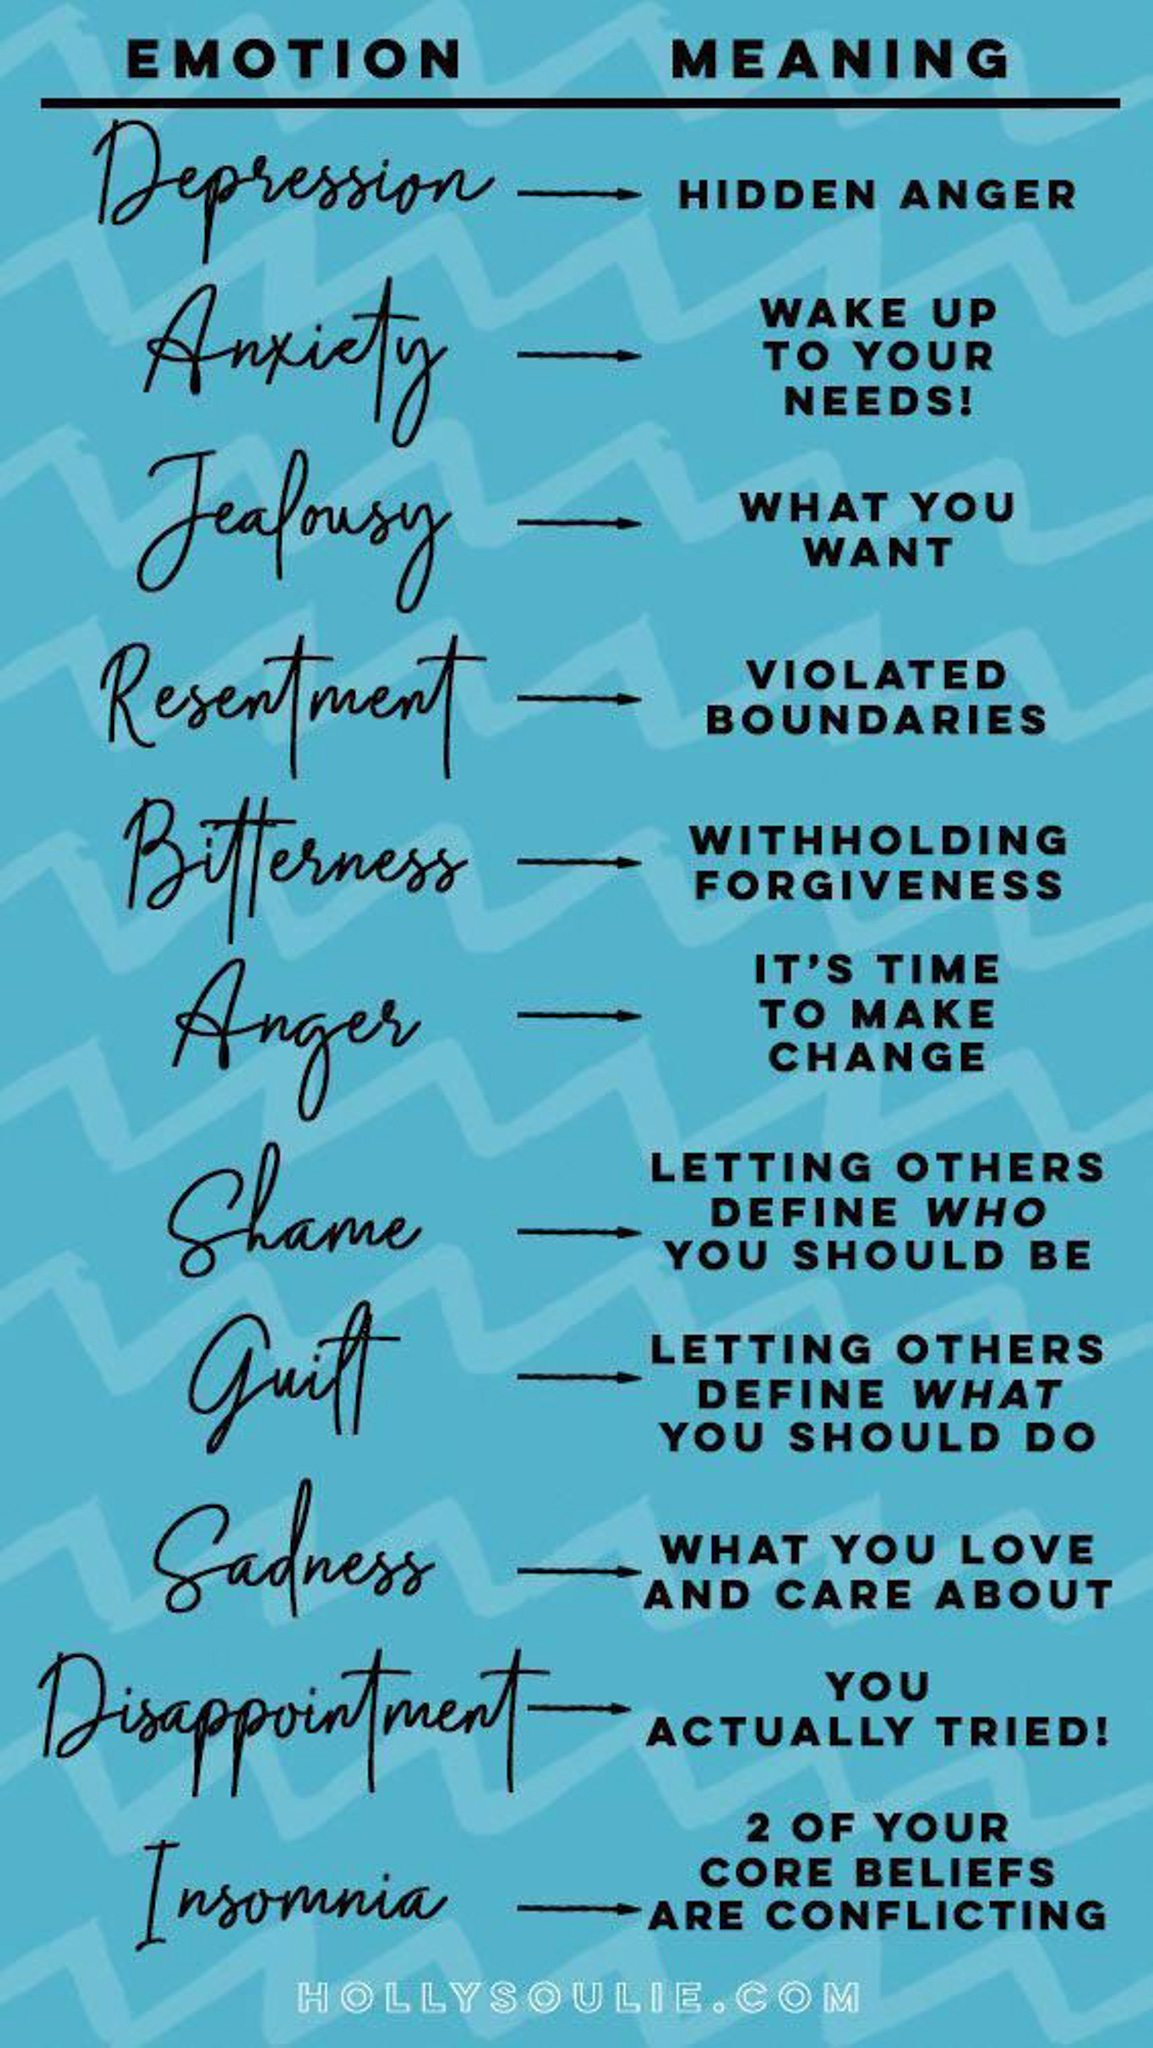 EMOTION MEANING
Depression HIDDEN ANGER
Anxiety WAKE UP
TO YOUR
NEEDS!
Jealousy WHAT YOU
WANT
Resentment VIOLATED
BOUNDARIES
Bitterness WITHHOLDING
FORGIVENESS
Anger IT'S TIME
TO MAKE
CHANGE
Shame LETTING OTHERS
DEFINE WHO
YOU SHOULD BE
Guilt LETTING OTHERS
DEFINE WHAT
YOU SHOULD DO
Sadness WHAT YOU LOVE
AND CARE ABOUT
Disappointment YOU
ACTUALLY TRIED!
Insomnia 2 OF YOUR
CORE BELIEFS
ARE CONFLICTING
HOLLYSOULIE.COM